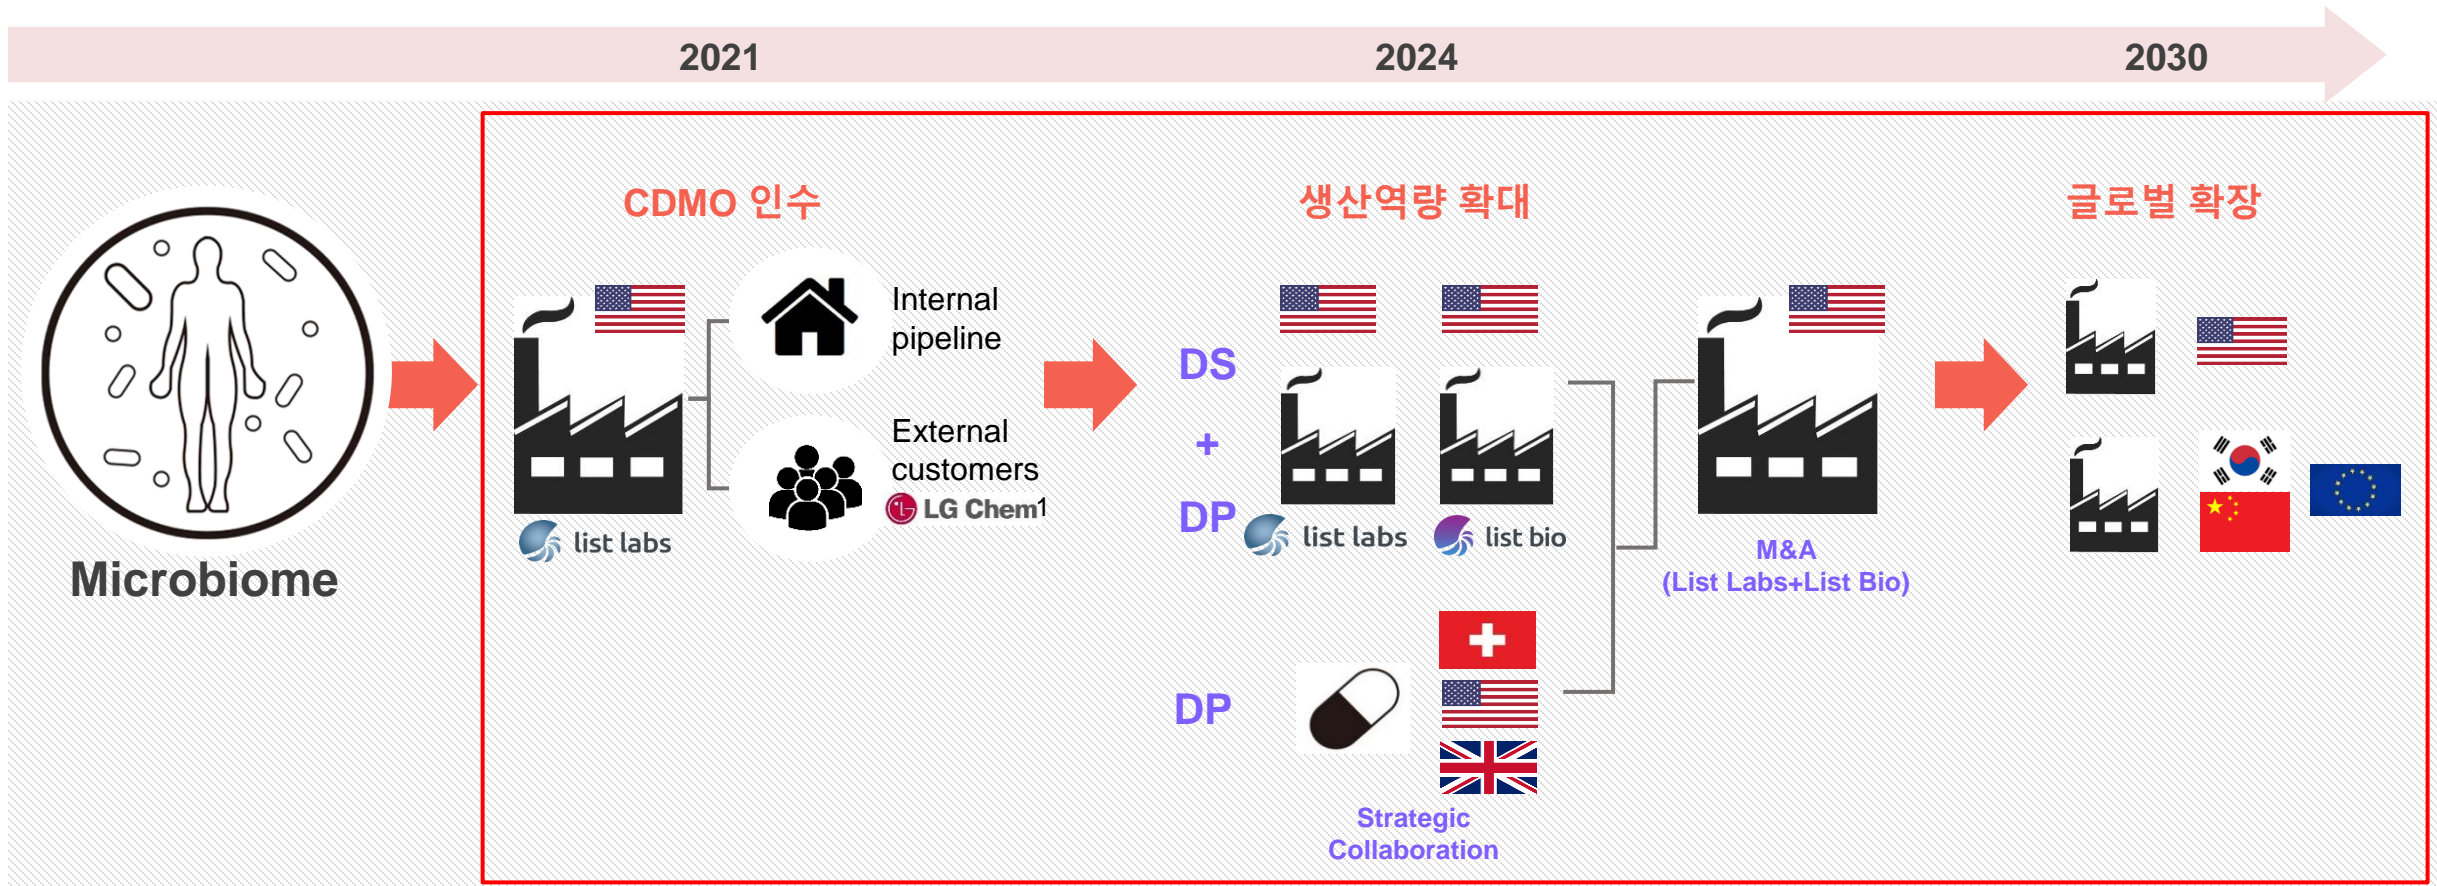 2021
2024
2030
CDMO 인수
생산역량 확대
글로벌 확장
Microbiome
Internal
pipeline
External
customers
LG Chem1
list labs
DS
+
DP
list labs
list bio
M&A
(List Labs+List Bio)
DP
Strategic
Collaboration